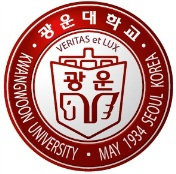 · 광운대학교 ·
VERITAS et LUX
광운
KWANGWOON UNIVERSITY · MAY 1934 SEOUL KOREA